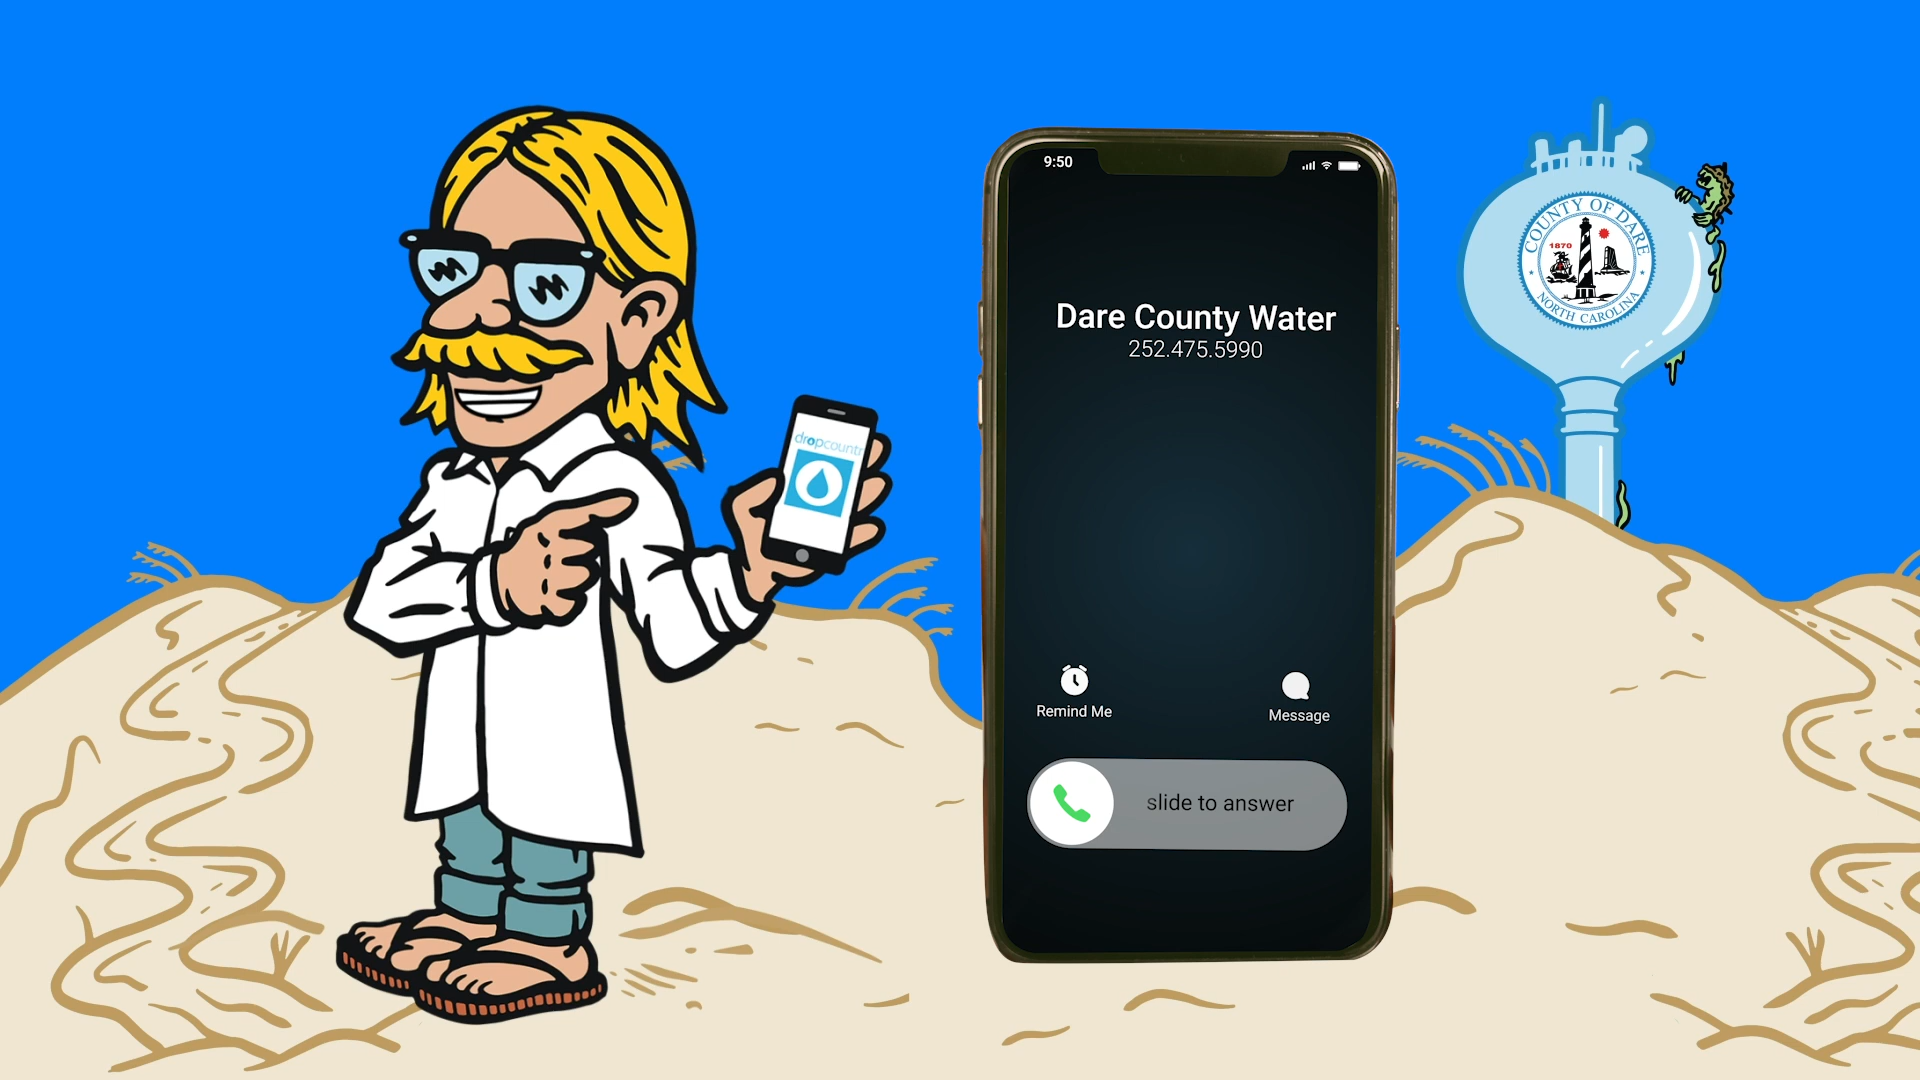 dropcountr
9:50
Dare County Water
252.475.5990
Remind Me
Message
slide to answer
COUNTY OF DARE
1870
NORTH CAROLINA